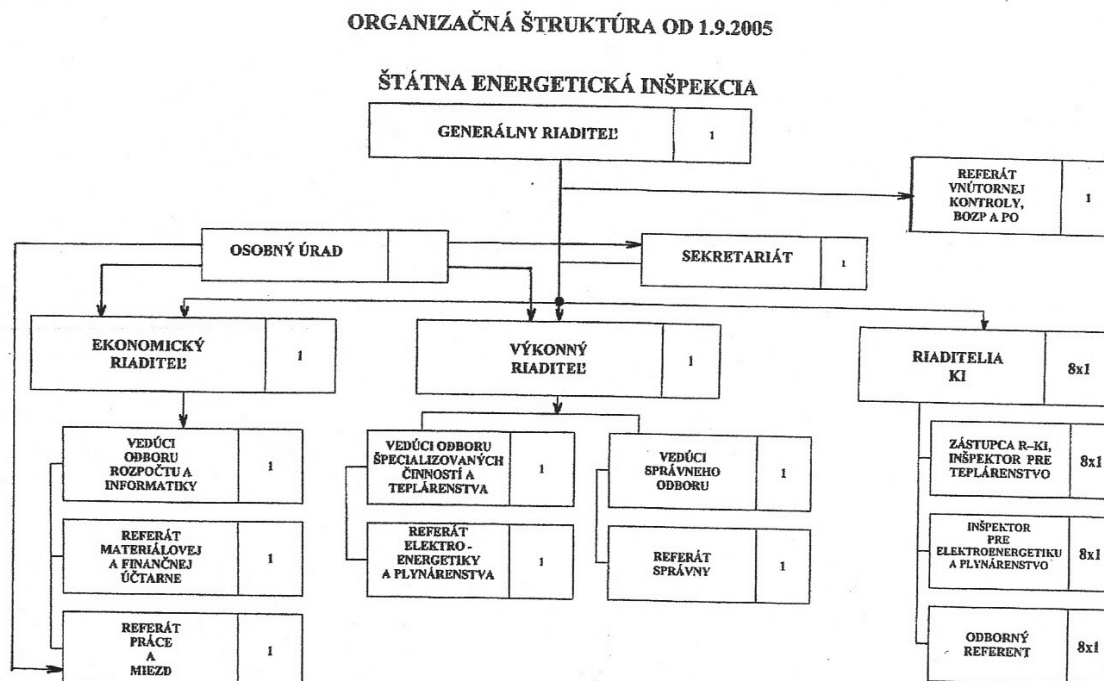 ORGANIZAČNÁ ŠTRUKTÚRA OD 1.9.2005
ŠTÁTNA ENERGETICKÁ INŠPEKCIA
GENERÁLNY RIADITEĽ
1
REFERÁT
VNÚTORNEJ
KONTROLY,
BOZP A PO
1
OSOBNÝ ÚRAD
SEKRETARIÁT
1
EKONOMICKÝ
RIADITEĽ
1
VÝKONNÝ
RIADITEĽ
1
RIADITELIA
KI
8x1
VEDÚCI
ODBORU
ROZPOČTU A
INFORMATIKY
1
VEDÚCI ODBORU
ŠPECIALIZOVANÝCH
ČINNOSTÍ A
TEPLÁRENSTVA
1
VEDÚCI
SPRÁVNEHO
ODBORU
1
ZÁSTUPCA R–KI,
INŠPEKTOR PRE
TEPLÁRENSTVO
8x1
REFERÁT
MATERIÁLOVEJ
A FINANČNEJ
ÚČTARNE
1
REFERÁT
ELEKTRO -
ENERGETIKY
A PLYNÁRENSTVA
1
REFERÁT
SPRÁVNY
1
INŠPEKTOR
PRE
ELEKTROENERGETIKU
A PLYNÁRENSTVO
8x1
REFERÁT
PRÁCE
A
MIEZD
1
ODBORNÝ
REFERENT
8x1